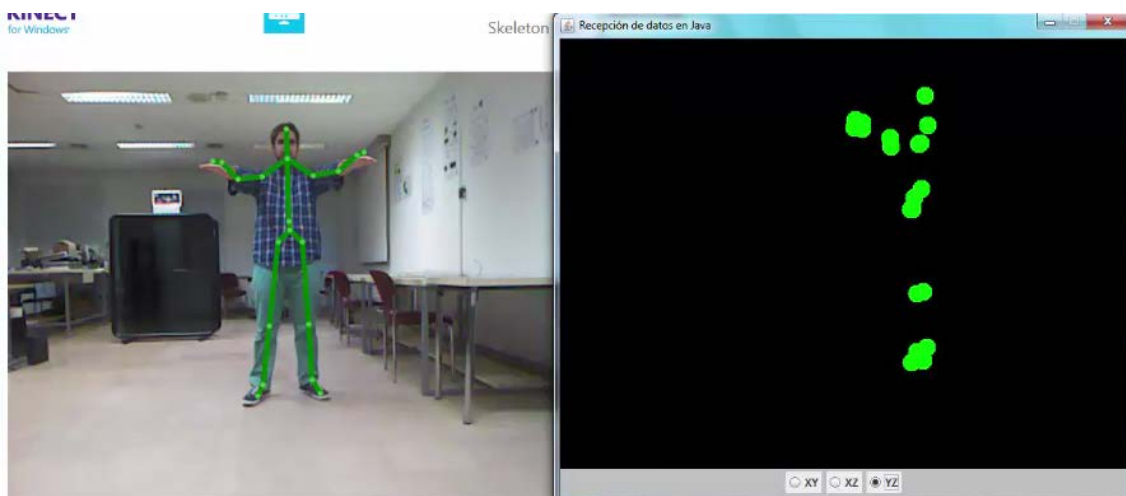 KINECT
for Windows
Skeleton
Recepción de datos en Java
XY XZ YZ